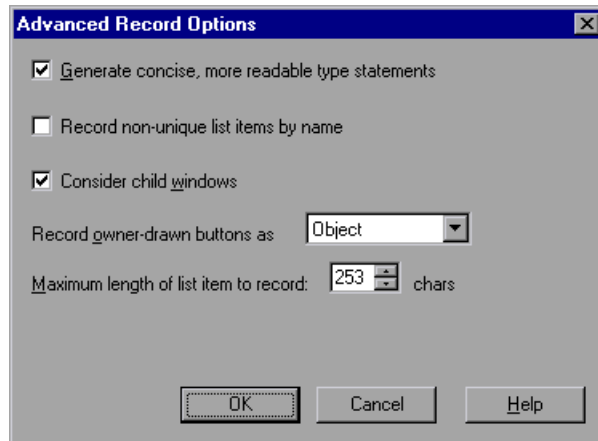 Advanced Record Options
Generate concise, more readable type statements
Record non-unique list items by name
Consider child windows
Record owner-drawn buttons as Object
Maximum length of list item to record: 253 chars
OK Cancel Help